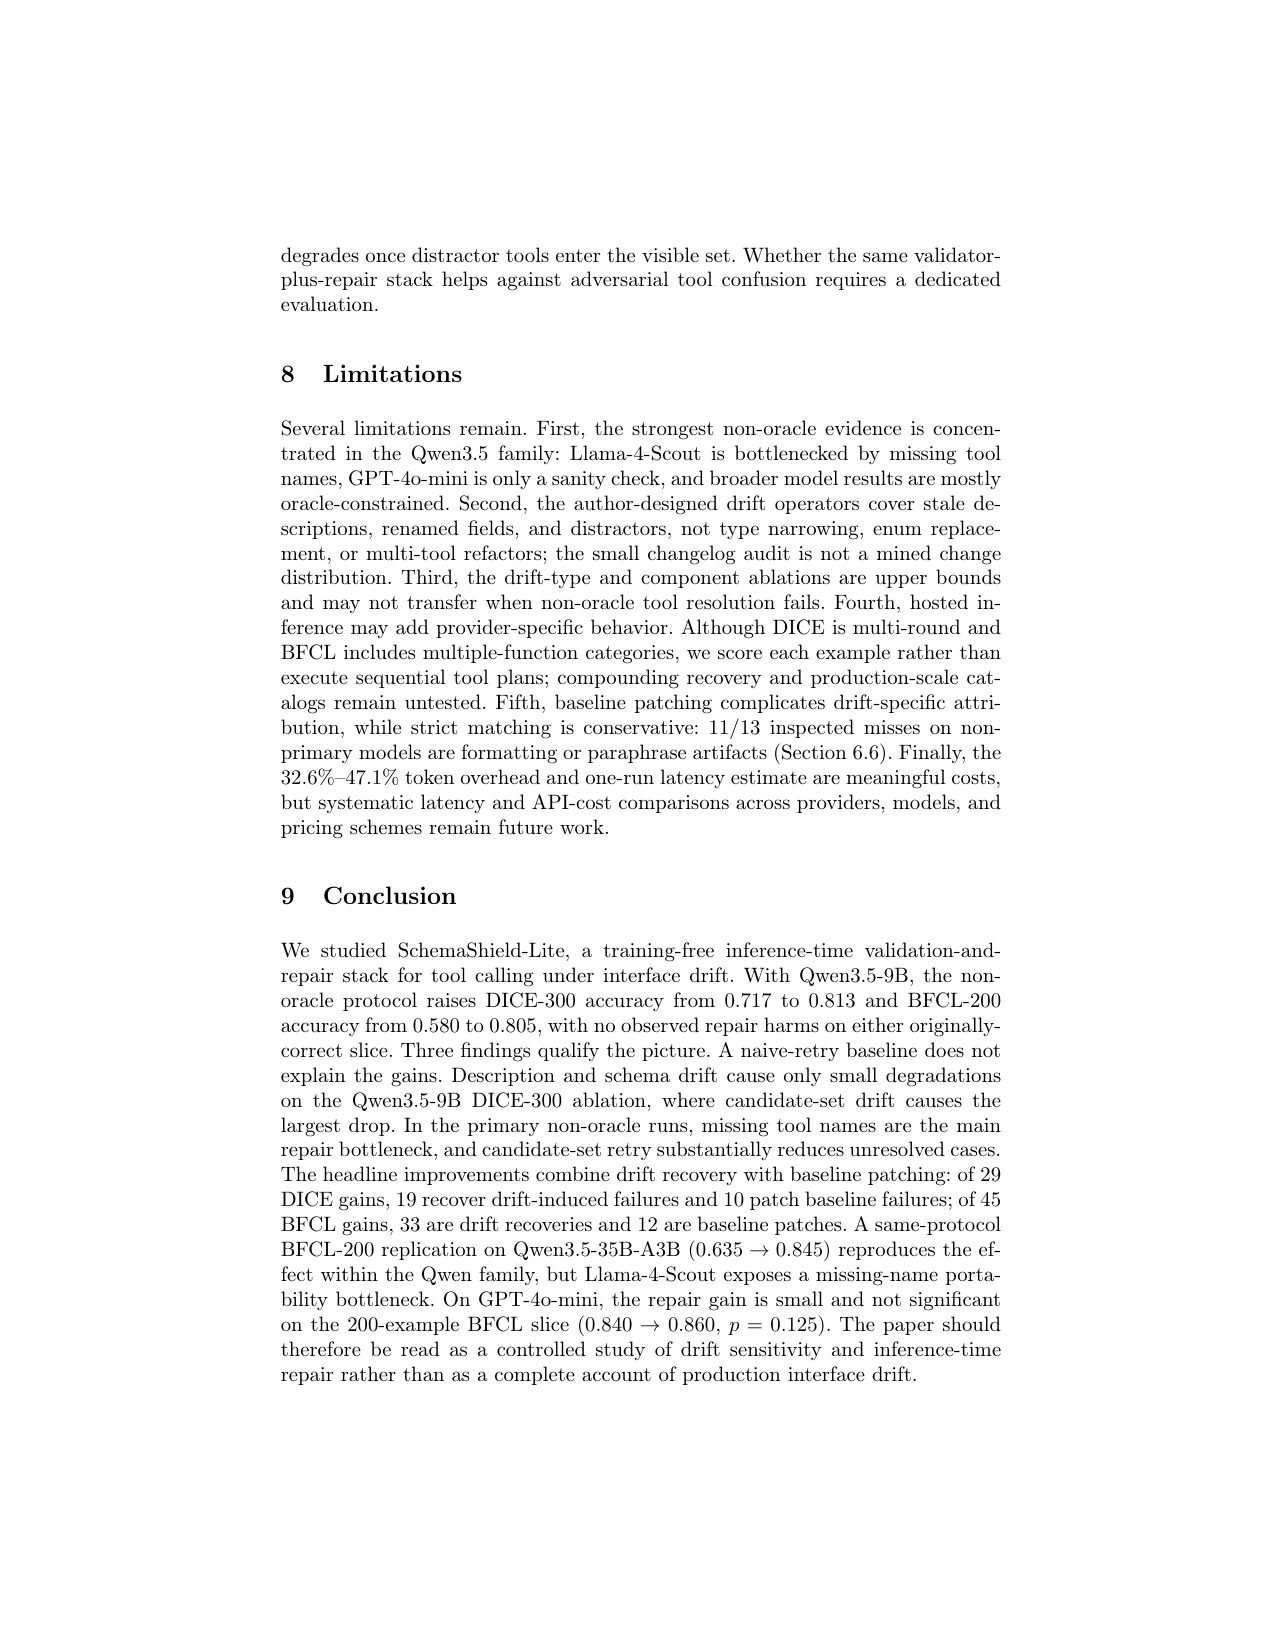 degrades once distractor tools enter the visible set. Whether the same validator-
plus-repair stack helps against adversarial tool confusion requires a dedicated
evaluation.
8 Limitations
Several limitations remain. First, the strongest non-oracle evidence is concen-
trated in the Qwen3.5 family: Llama-4-Scout is bottlenecked by missing tool
names, GPT-4o-mini is only a sanity check, and broader model results are mostly
oracle-constrained. Second, the author-designed drift operators cover stale de-
scriptions, renamed fields, and distractors, not type narrowing, enum replace-
ment, or multi-tool refactors; the small changelog audit is not a mined change
distribution. Third, the drift-type and component ablations are upper bounds
and may not transfer when non-oracle tool resolution fails. Fourth, hosted in-
ference may add provider-specific behavior. Although DICE is multi-round and
BFCL includes multiple-function categories, we score each example rather than
execute sequential tool plans; compounding recovery and production-scale cat-
alogs remain untested. Fifth, baseline patching complicates drift-specific attri-
bution, while strict matching is conservative: 11/13 inspected misses on non-
primary models are formatting or paraphrase artifacts (Section 6.6). Finally, the
32.6%–47.1% token overhead and one-run latency estimate are meaningful costs,
but systematic latency and API-cost comparisons across providers, models, and
pricing schemes remain future work.
9 Conclusion
We studied SchemaShield-Lite, a training-free inference-time validation-and-
repair stack for tool calling under interface drift. With Qwen3.5-9B, the non-
oracle protocol raises DICE-300 accuracy from 0.717 to 0.813 and BFCL-200
accuracy from 0.580 to 0.805, with no observed repair harms on either originally-
correct slice. Three findings qualify the picture. A naive-retry baseline does not
explain the gains. Description and schema drift cause only small degradations
on the Qwen3.5-9B DICE-300 ablation, where candidate-set drift causes the
largest drop. In the primary non-oracle runs, missing tool names are the main
repair bottleneck, and candidate-set retry substantially reduces unresolved cases.
The headline improvements combine drift recovery with baseline patching: of 29
DICE gains, 19 recover drift-induced failures and 10 patch baseline failures; of 45
BFCL gains, 33 are drift recoveries and 12 are baseline patches. A same-protocol
BFCL-200 replication on Qwen3.5-35B-A3B (0.635 → 0.845) reproduces the ef-
fect within the Qwen family, but Llama-4-Scout exposes a missing-name porta-
bility bottleneck. On GPT-4o-mini, the repair gain is small and not significant
on the 200-example BFCL slice (0.840 → 0.860, p = 0.125). The paper should
therefore be read as a controlled study of drift sensitivity and inference-time
repair rather than as a complete account of production interface drift.